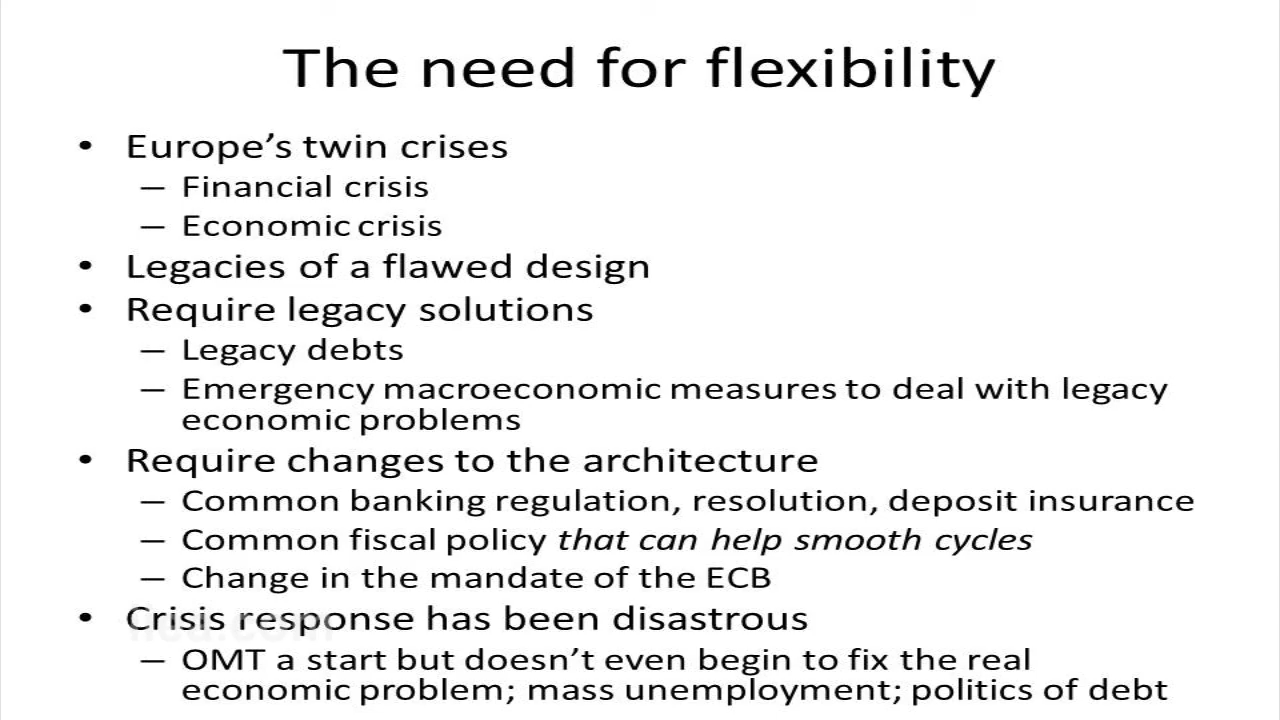 The need for flexibility
• Europe's twin crises
– Financial crisis
– Economic crisis
• Legacies of a flawed design
• Require legacy solutions
– Legacy debts
– Emergency macroeconomic measures to deal with legacy
economic problems
• Require changes to the architecture
– Common banking regulation, resolution, deposit insurance
– Common fiscal policy that can help smooth cycles
– Change in the mandate of the ECB
• Crisis response has been disastrous
– OMT a start but doesn't even begin to fix the real
economic problem; mass unemployment; politics of debt